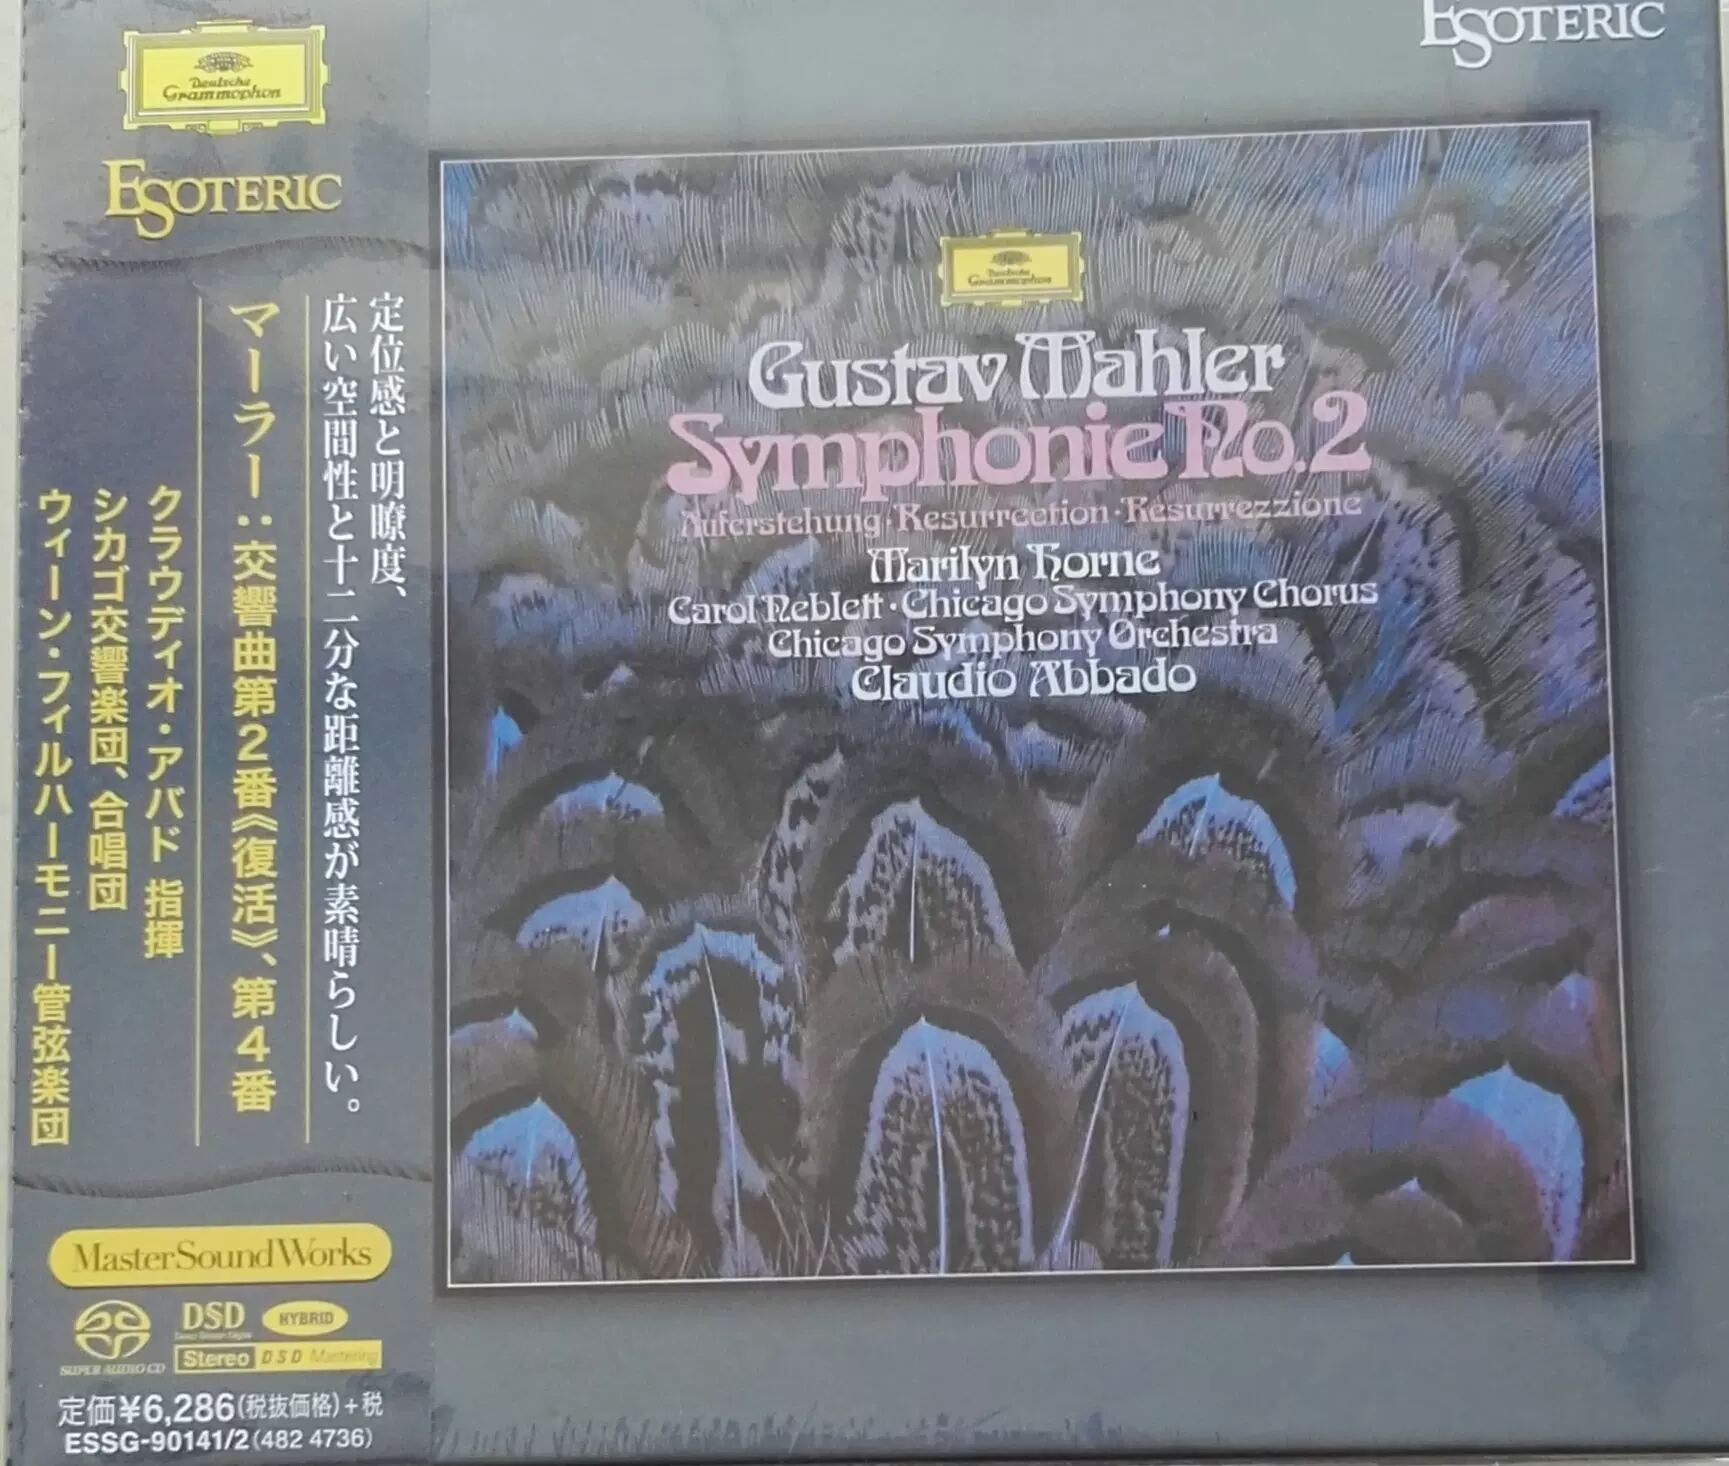 Deutsche
Grammophon
ESOTERIC
定位感と明瞭度、
広い空間性と十二分な距離感が素晴らしい。
マーラー：交響曲第2番《復活》、第4番
クラウディオ・アバド 指揮
シカゴ交響楽団、合唱団
ウィーン・フィルハーモニー管弦楽団
MasterSoundWorks
SUPER AUDIO CD
DSD
Direct Stream Digital
HYBRID
Stereo DSD Mastering
定価¥6,286(税抜価格)+税
ESSG-90141/2(482 4736)
ESOTERIC
Deutsche
Grammophon
Gustav Mahler
Symphonie No.2
Auferstehung·Resurrection·Resurrezzione
Marilyn Horne
Carol Neblett·Chicago Symphony Chorus
Chicago Symphony Orchestra
Claudio Abbado